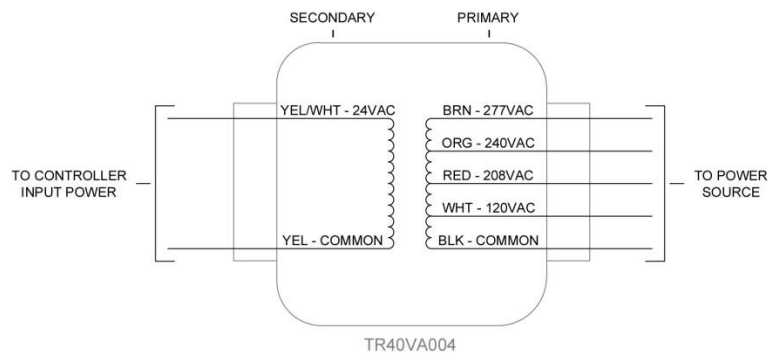 SECONDARY PRIMARY
YEL/WHT - 24VAC BRN - 277VAC
ORG - 240VAC
TO CONTROLLER
INPUT POWER
RED - 208VAC
TO POWER
SOURCE
WHT - 120VAC
YEL - COMMON BLK - COMMON
TR40VA004